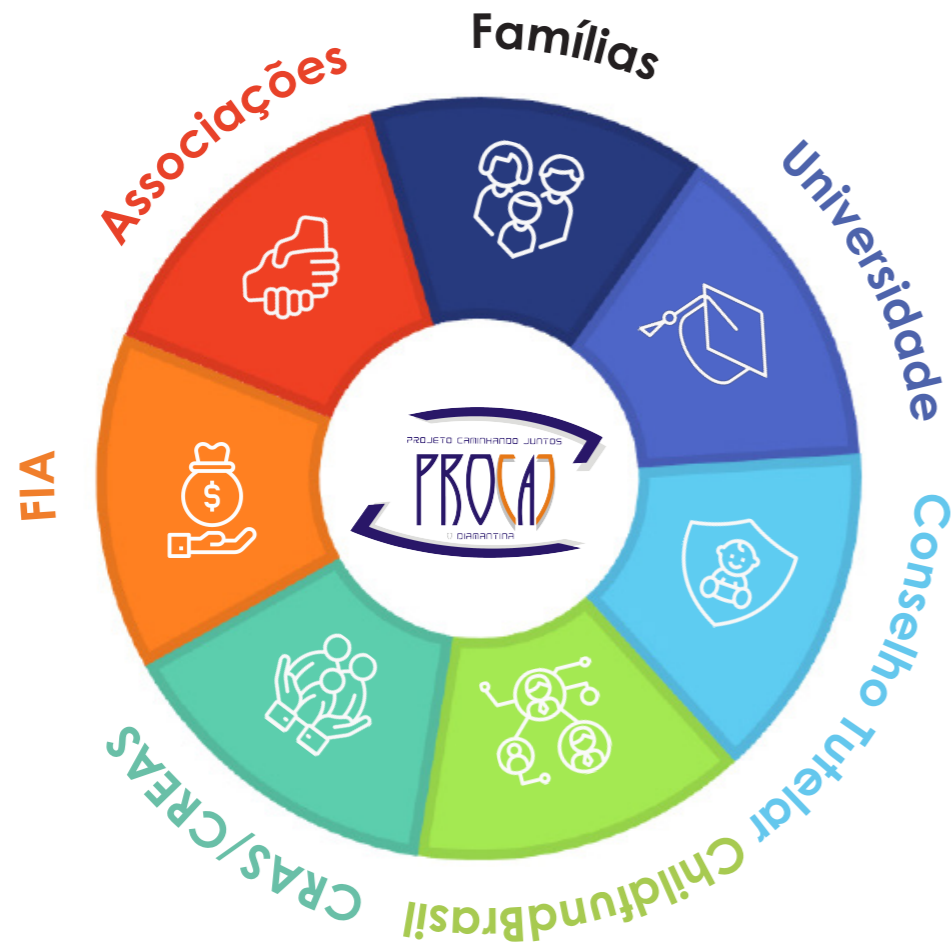 Famílias
Universidade
Conselho Tutelar
ChildfundBrasil
CRAS/CREAS
FIA
$
Associações
PROJETO CAMINHANDO JUNTOS
PROCAJ
DIAMANTINA